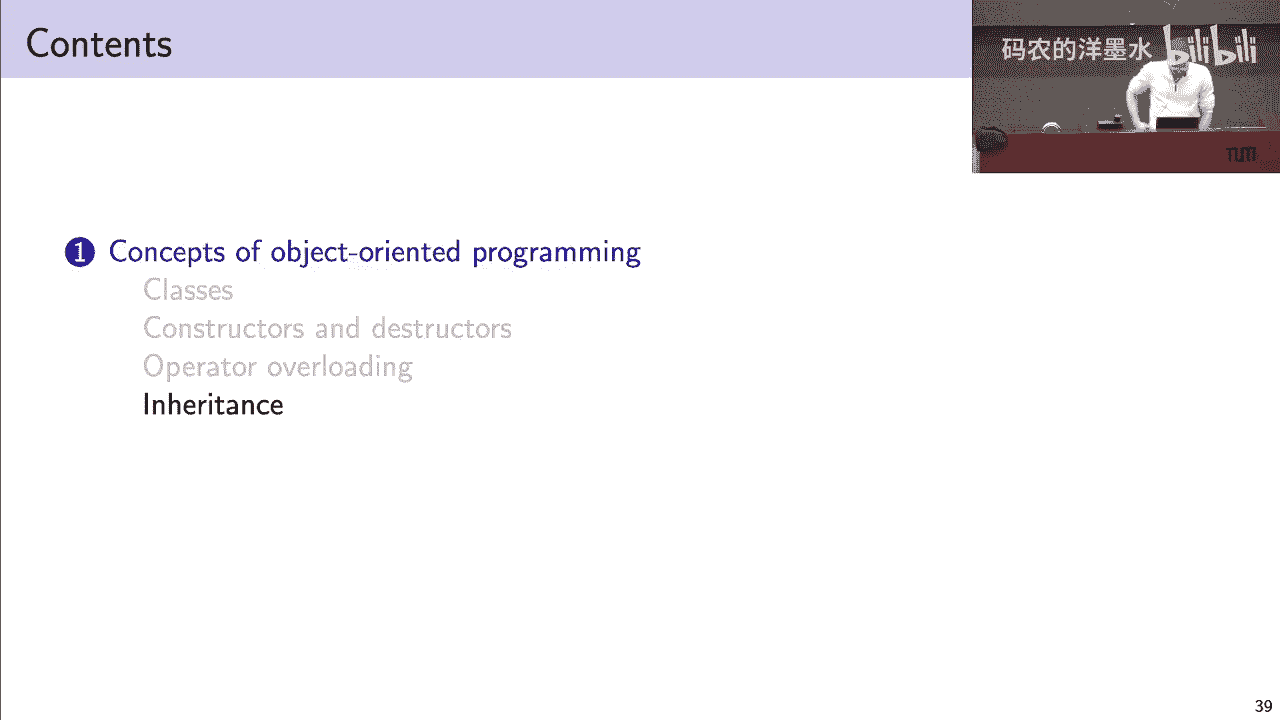 Contents
码农的洋墨水 bilibili
TUM
1 Concepts of object-oriented programming
Classes
Constructors and destructors
Operator overloading
Inheritance
39